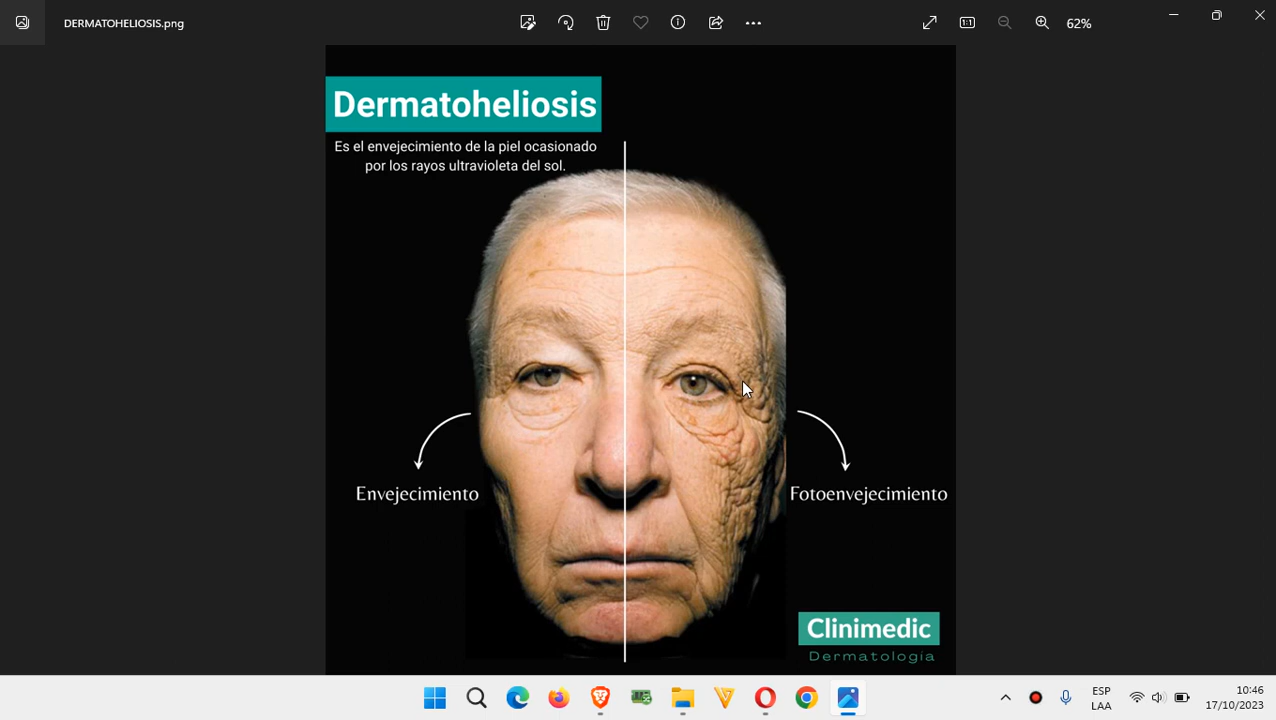 DERMATOHELIOSIS.png
62%
Dermatoheliosis
Es el envejecimiento de la piel ocasionado
por los rayos ultravioleta del sol.
Envejecimiento
Fotoenvejecimiento
Clinimedic
Dermatología
ESP
LAA
10:46
17/10/2023